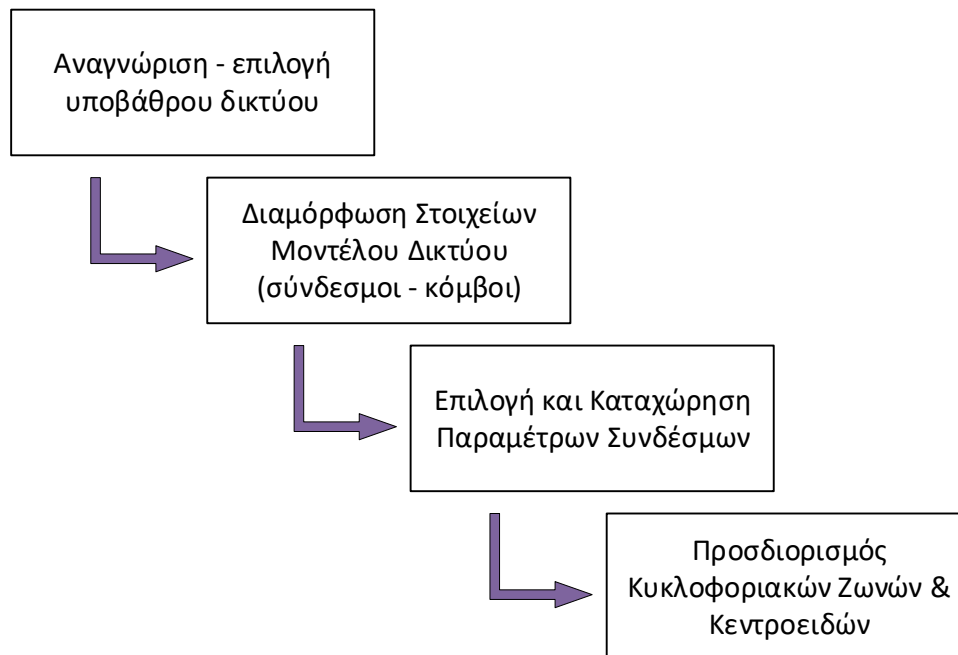 Αναγνώριση - επιλογή
υποβάθρου δικτύου
Διαμόρφωση Στοιχείων
Μοντέλου Δικτύου
(σύνδεσμοι - κόμβοι)
Επιλογή και Καταχώρηση
Παραμέτρων Συνδέσμων
Προσδιορισμός
Κυκλοφοριακών Ζωνών &
Κεντροειδών